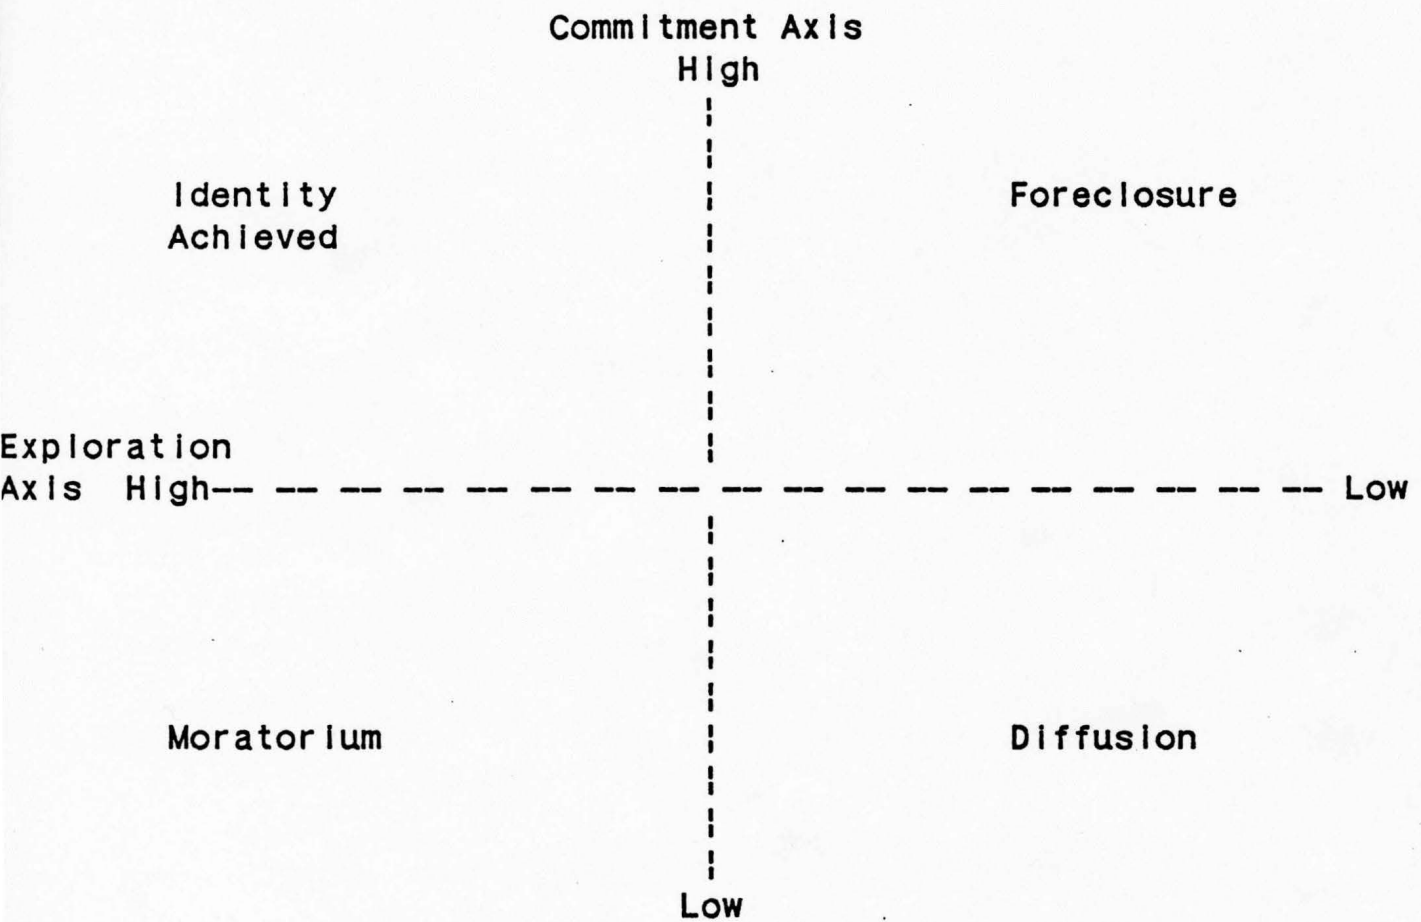 Commitment Axis
High
Identity Foreclosure
Achieved
Exploration
Axis High Low
Moratorium Diffusion
Low